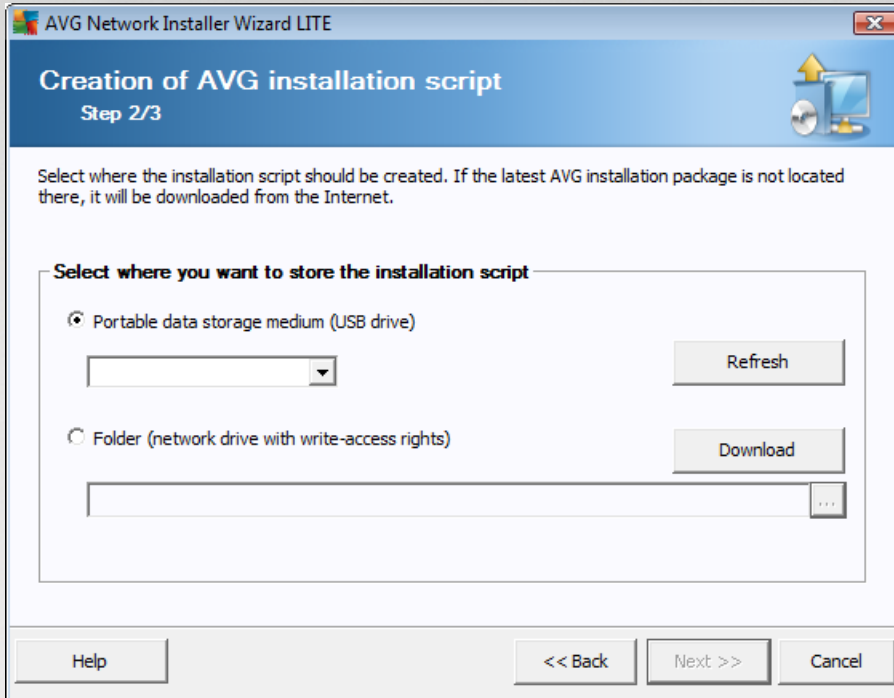 AVG Network Installer Wizard LITE
Creation of AVG installation script
Step 2/3
Select where the installation script should be created. If the latest AVG installation package is not located
there, it will be downloaded from the Internet.
Select where you want to store the installation script
Portable data storage medium (USB drive)
Refresh
Folder (network drive with write-access rights)
Download
...
Help
<< Back
Next >>
Cancel